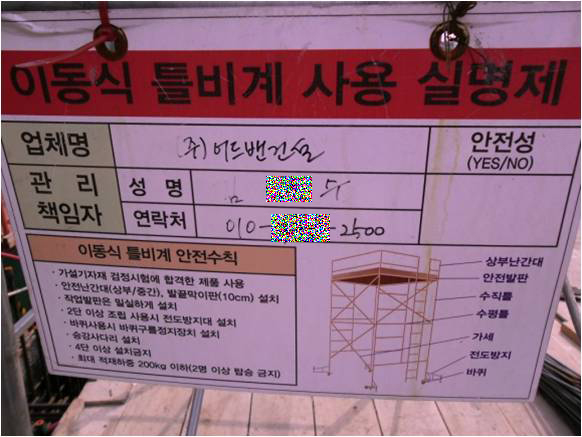 이동식 틀비계 사용 실명제
업체명
(주)어드밴건설
안전성
(YES/NO)
관 리
책임자
성 명
수
연락처
010- -2500
이동식 틀비계 안전수칙
· 가설기자재 검정시험에 합격한 제품 사용
· 안전난간대(상부/중간), 발끝막이판(10cm) 설치
· 작업발판은 밀실하게 설치
· 2단 이상 조립 사용시 전도방지대 설치
· 바퀴사용시 바퀴구름정지장치 설치
· 승강사다리 설치
· 4단 이상 설치금지
· 최대 적재하중 200kg 이하(2명 이상 탑승 금지)
상부난간대
안전발판
수직틀
수평틀
가세
전도방지
바퀴